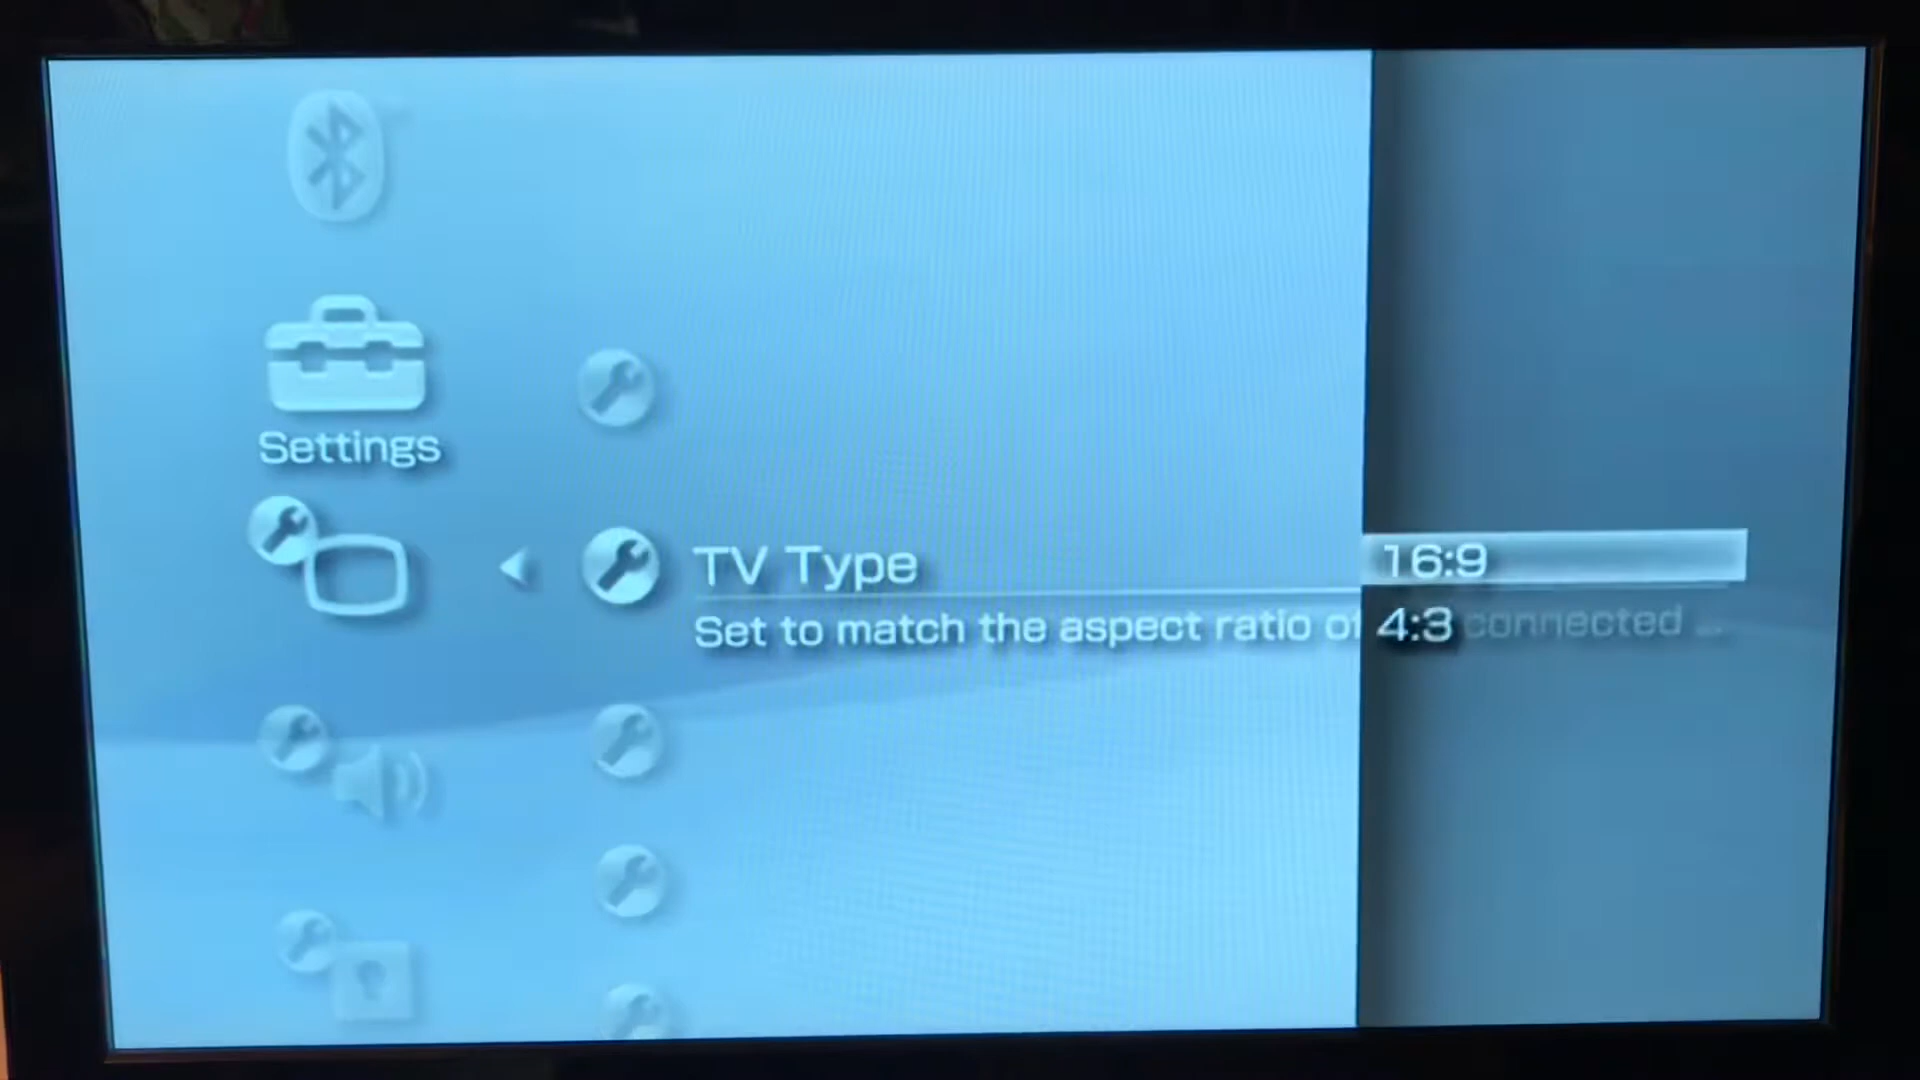 Settings
TV Type
16:9
Set to match the aspect ratio of
4:3
connected ...